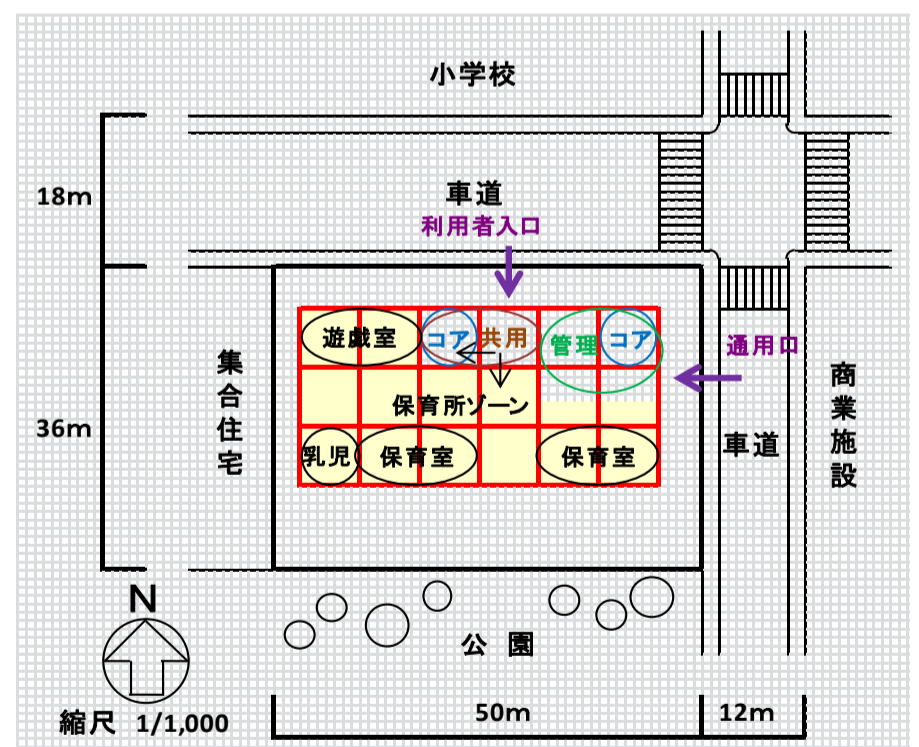 小学校
18m
車道
利用者入口
遊戯室
コア
共用
管理
コア
通用口
集合住宅
保育所ゾーン
商業施設
36m
乳児
保育室
保育室
車道
N
公園
縮尺 1/1,000
50m
12m